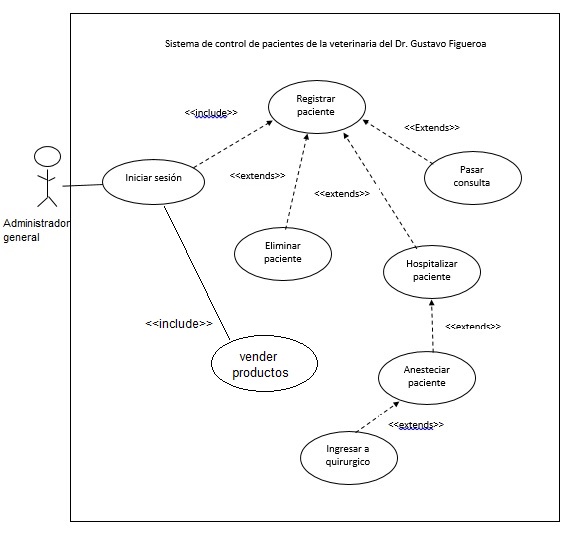 Sistema de control de pacientes de la veterinaria del Dr. Gustavo Figueroa
Registrar
paciente
<<include>>
<<Extends>>
Iniciar sesión
<<extends>>
Pasar
consulta
<<extends>>
Administrador
general
Eliminar
paciente
Hospitalizar
paciente
<<include>>
<<extends>>
vender
productos
Anesteciar
paciente
<<extends>>
Ingresar a
quirurgico